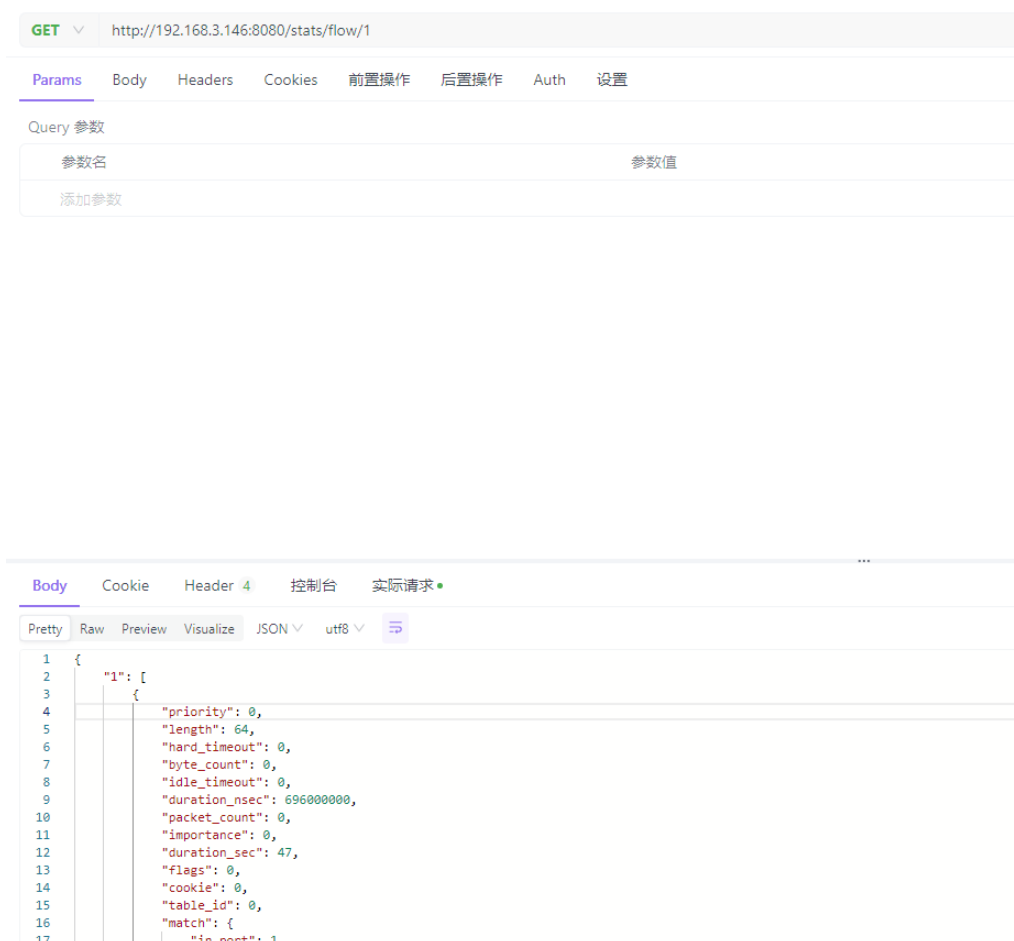 GET http://192.168.3.146:8080/stats/flow/1
Params Body Headers Cookies 前置操作 后置操作 Auth 设置
Query 参数
参数名 参数值
添加参数
Body Cookie Header 4 控制台 实际请求
Pretty Raw Preview Visualize JSON utf8
1 {
2 "1": [
3 {
4 "priority": 0,
5 "length": 64,
6 "hard_timeout": 0,
7 "byte_count": 0,
8 "idle_timeout": 0,
9 "duration_nsec": 696000000,
10 "packet_count": 0,
11 "importance": 0,
12 "duration_sec": 47,
13 "flags": 0,
14 "cookie": 0,
15 "table_id": 0,
16 "match": {
17 "in_port": 1